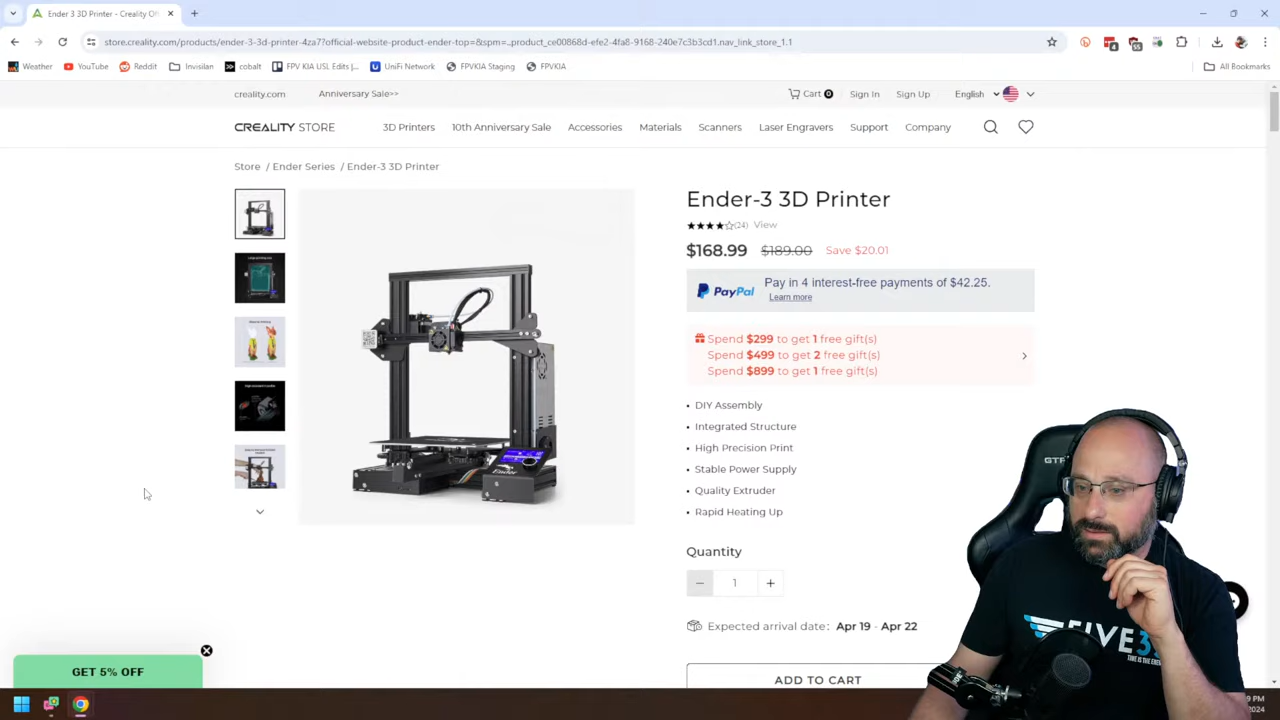 Ender 3 3D Printer - Creality Of
store.creality.com/products/ender-3-3d-printer-4za7?official-website-product-ender-top=&spm=_product_ce00868d-efe2-4fa8-9168-240e7c3b3cd1.nav_link_store_1.1
Weather YouTube Reddit Invisilan cobalt FPV KIA USL Edits |... UniFi Network FPVKIA Staging FPVKIA All Bookmarks
creality.com Anniversary Sale>> Cart 0 Sign In Sign Up English
CREALITY STORE 3D Printers 10th Anniversary Sale Accessories Materials Scanners Laser Engravers Support Company
Store / Ender Series / Ender-3 3D Printer
Ender-3 3D Printer
(24) View
$168.99 $189.00 Save $20.01
PayPal Pay in 4 interest-free payments of $42.25.
Learn more
Spend $299 to get 1 free gift(s)
Spend $499 to get 2 free gift(s)
Spend $899 to get 1 free gift(s)
• DIY Assembly
• Integrated Structure
• High Precision Print
• Stable Power Supply
• Quality Extruder
• Rapid Heating Up
Quantity
− 1 +
Expected arrival date: Apr 19 - Apr 22
ADD TO CART
GET 5% OFF